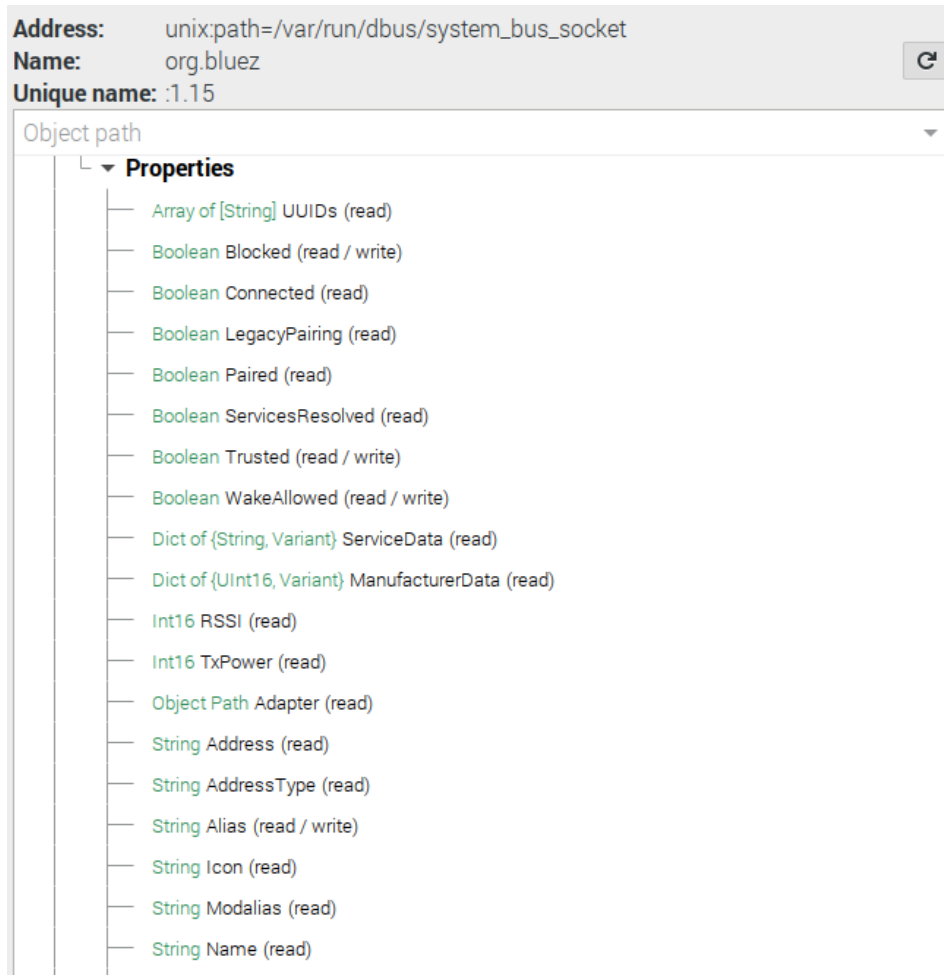 Address: unix:path=/var/run/dbus/system_bus_socket
Name: org.bluez
Unique name: :1.15
Object path
Properties
Array of [String] UUIDs (read)
Boolean Blocked (read / write)
Boolean Connected (read)
Boolean LegacyPairing (read)
Boolean Paired (read)
Boolean ServicesResolved (read)
Boolean Trusted (read / write)
Boolean WakeAllowed (read / write)
Dict of {String, Variant} ServiceData (read)
Dict of {UInt16, Variant} ManufacturerData (read)
Int16 RSSI (read)
Int16 TxPower (read)
Object Path Adapter (read)
String Address (read)
String AddressType (read)
String Alias (read / write)
String Icon (read)
String Modalias (read)
String Name (read)